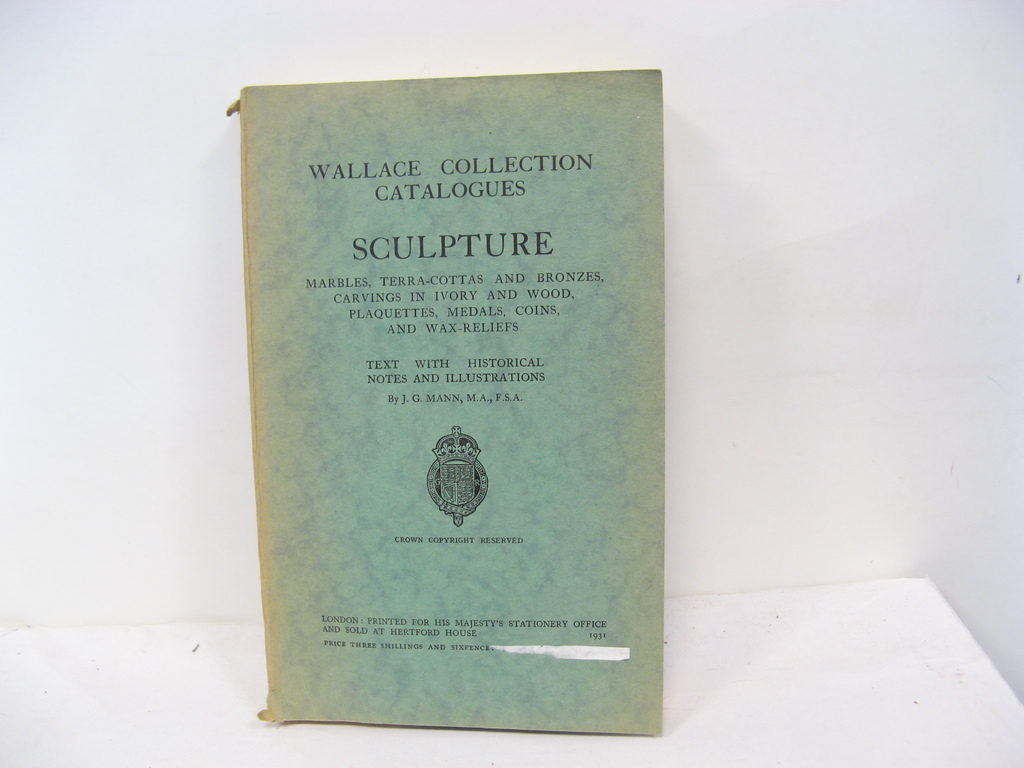 WALLACE COLLECTION
CATALOGUES
SCULPTURE
MARBLES, TERRA-COTTAS AND BRONZES,
CARVINGS IN IVORY AND WOOD,
PLAQUETTES, MEDALS, COINS,
AND WAX-RELIEFS
TEXT WITH HISTORICAL
NOTES AND ILLUSTRATIONS
By J. G. MANN, M.A., F.S.A.
G R
CROWN COPYRIGHT RESERVED
LONDON: PRINTED FOR HIS MAJESTY'S STATIONERY OFFICE
AND SOLD AT HERTFORD HOUSE 1931
PRICE THREE SHILLINGS AND SIXPENCE.